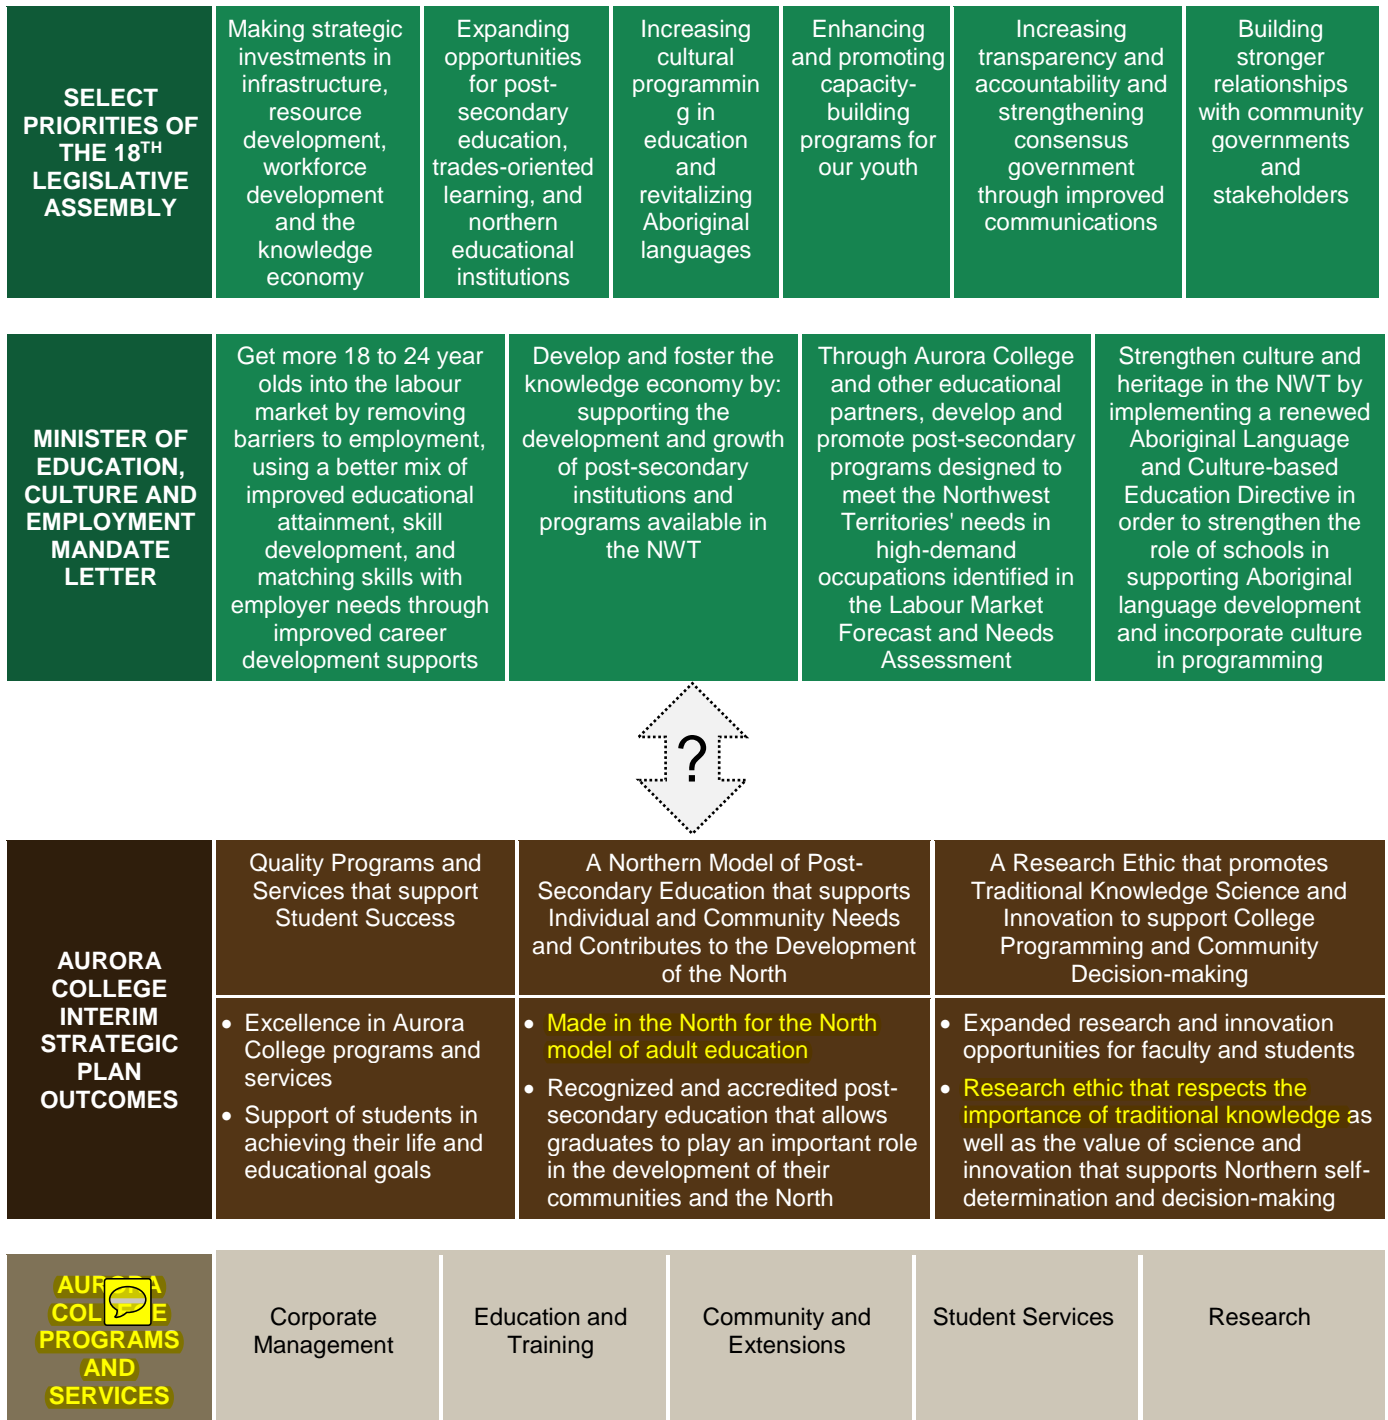 SELECT
PRIORITIES OF
THE 18TH
LEGISLATIVE
ASSEMBLY
Making strategic
investments in
infrastructure,
resource
development,
workforce
development
and the
knowledge
economy
Expanding
opportunities
for post-
secondary
education,
trades-oriented
learning, and
northern
educational
institutions
Increasing
cultural
programmin
g in
education
and
revitalizing
Aboriginal
languages
Enhancing
and promoting
capacity-
building
programs for
our youth
Increasing
transparency and
accountability and
strengthening
consensus
government
through improved
communications
Building
stronger
relationships
with community
governments
and
stakeholders
MINISTER OF
EDUCATION,
CULTURE AND
EMPLOYMENT
MANDATE
LETTER
Get more 18 to 24 year
olds into the labour
market by removing
barriers to employment,
using a better mix of
improved educational
attainment, skill
development, and
matching skills with
employer needs through
improved career
development supports
Develop and foster the
knowledge economy by:
supporting the
development and growth
of post-secondary
institutions and
programs available in
the NWT
Through Aurora College
and other educational
partners, develop and
promote post-secondary
programs designed to
meet the Northwest
Territories' needs in
high-demand
occupations identified in
the Labour Market
Forecast and Needs
Assessment
Strengthen culture and
heritage in the NWT by
implementing a renewed
Aboriginal Language
and Culture-based
Education Directive in
order to strengthen the
role of schools in
supporting Aboriginal
language development
and incorporate culture
in programming
?
AURORA
COLLEGE
INTERIM
STRATEGIC
PLAN
OUTCOMES
Quality Programs and
Services that support
Student Success
A Northern Model of Post-
Secondary Education that supports
Individual and Community Needs
and Contributes to the Development
of the North
A Research Ethic that promotes
Traditional Knowledge Science and
Innovation to support College
Programming and Community
Decision-making
• Excellence in Aurora
College programs and
services
• Support of students in
achieving their life and
educational goals
• Made in the North for the North
model of adult education
• Recognized and accredited post-
secondary education that allows
graduates to play an important role
in the development of their
communities and the North
• Expanded research and innovation
opportunities for faculty and students
• Research ethic that respects the
importance of traditional knowledge as
well as the value of science and
innovation that supports Northern self-
determination and decision-making
AURORA
COLLEGE
PROGRAMS
AND
SERVICES
Corporate
Management
Education and
Training
Community and
Extensions
Student Services
Research